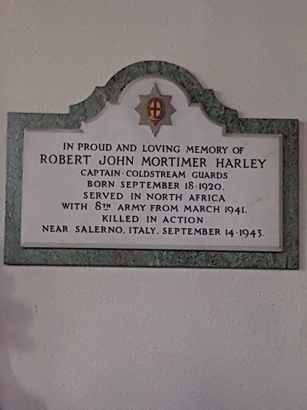 IN PROUD AND LOVING MEMORY OF
ROBERT JOHN MORTIMER HARLEY
CAPTAIN·COLDSTREAM GUARDS
BORN SEPTEMBER 18·1920.
SERVED IN NORTH AFRICA
WITH 8TH ARMY FROM MARCH 1941.
KILLED IN ACTION
NEAR SALERNO, ITALY, SEPTEMBER 14·1943.